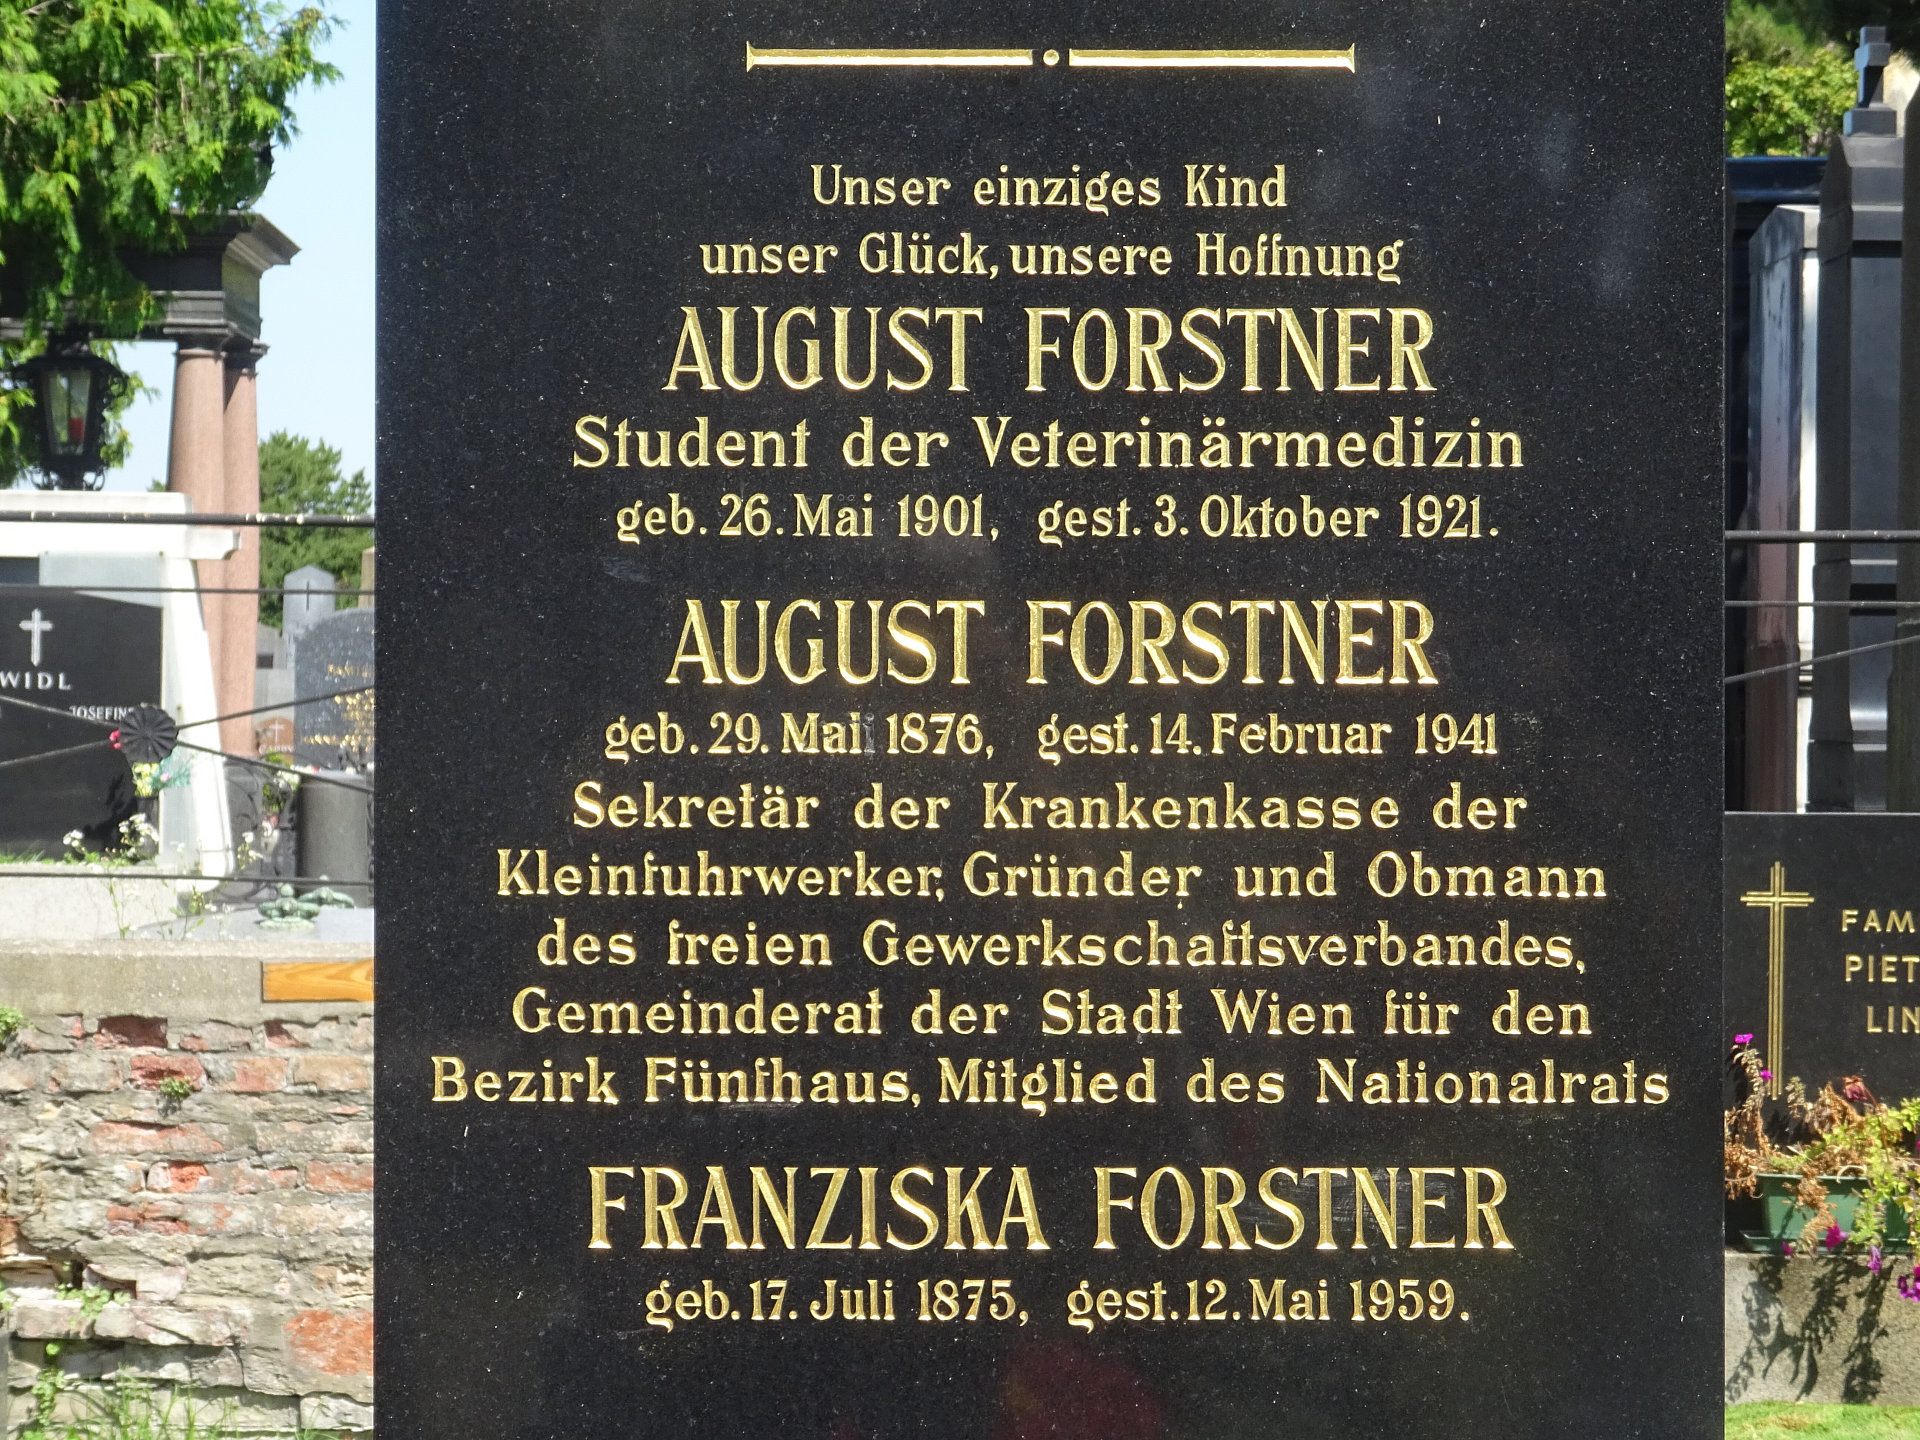 Unser einziges Kind
unser Glück, unsere Hoffnung
AUGUST FORSTNER
Student der Veterinärmedizin
geb. 26. Mai 1901, gest. 3. Oktober 1921.
AUGUST FORSTNER
geb. 29. Mai 1876, gest. 14. Februar 1941
Sekretär der Krankenkasse der
Kleinfuhrwerker, Gründer und Obmann
des freien Gewerkschaftsverbandes,
Gemeinderat der Stadt Wien für den
Bezirk Fünfhaus, Mitglied des Nationalrats
FRANZISKA FORSTNER
geb. 17. Juli 1875, gest. 12. Mai 1959.
WIDL
JOSEFINE
FAM
PIET
LIN